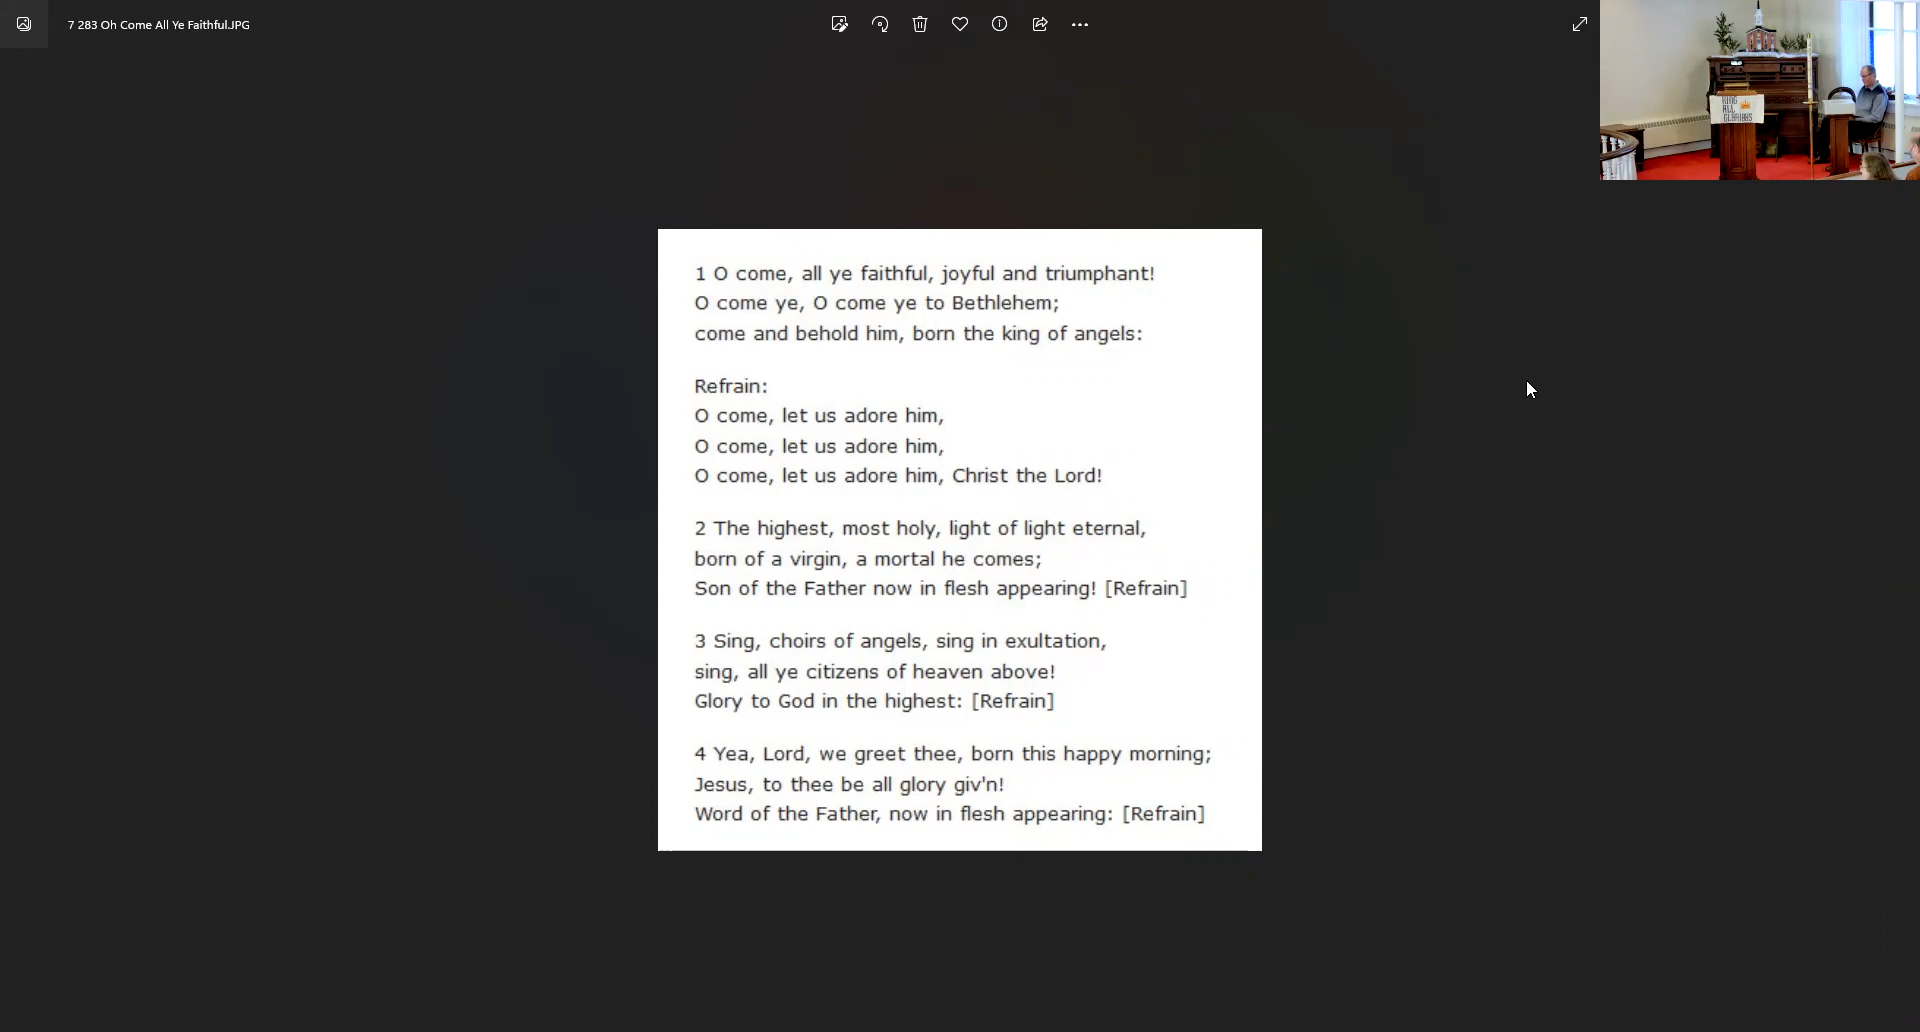 7 283 Oh Come All Ye Faithful.JPG
KING
ALL
GLORIOUS
1 O come, all ye faithful, joyful and triumphant!
O come ye, O come ye to Bethlehem;
come and behold him, born the king of angels:
Refrain:
O come, let us adore him,
O come, let us adore him,
O come, let us adore him, Christ the Lord!
2 The highest, most holy, light of light eternal,
born of a virgin, a mortal he comes;
Son of the Father now in flesh appearing! [Refrain]
3 Sing, choirs of angels, sing in exultation,
sing, all ye citizens of heaven above!
Glory to God in the highest: [Refrain]
4 Yea, Lord, we greet thee, born this happy morning;
Jesus, to thee be all glory giv'n!
Word of the Father, now in flesh appearing: [Refrain]